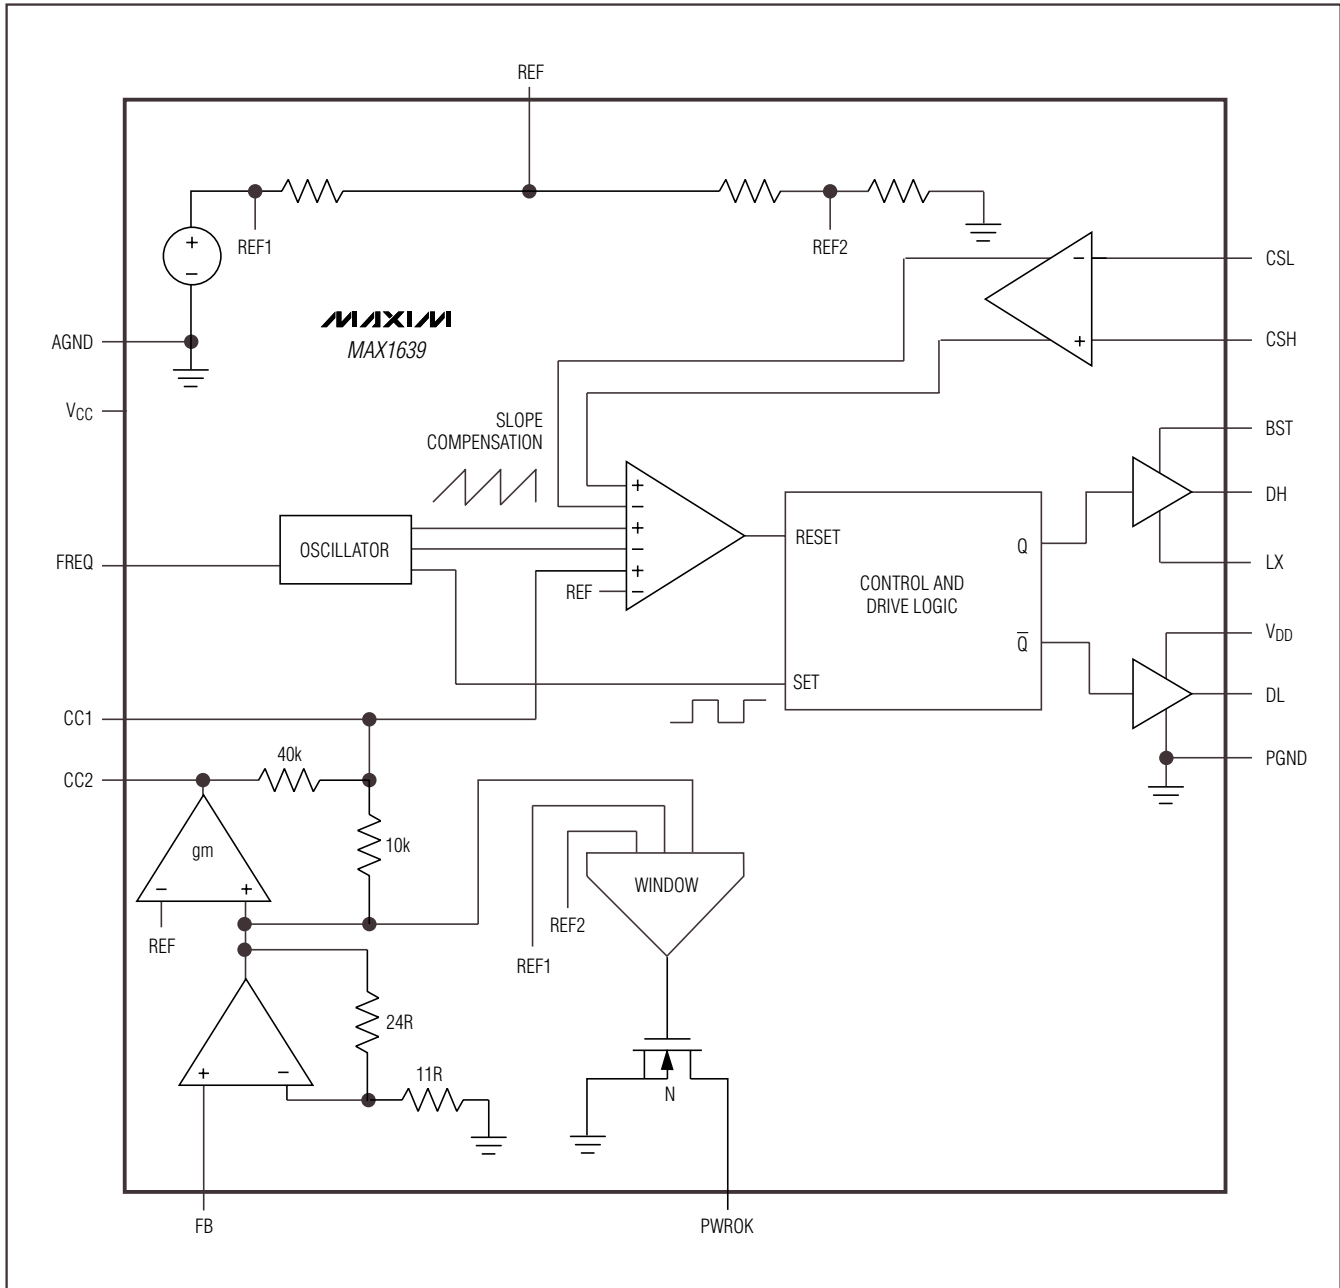 REF
REF1
REF2
+
−
−
CSL
AGND
MAXIM
MAX1639
+
CSH
VCC
SLOPE
COMPENSATION
BST
+
−
DH
+
OSCILLATOR
−
RESET
Q
FREQ
+
REF
−
LX
CONTROL AND
DRIVE LOGIC
VDD
Q̅
SET
DL
CC1
40k
CC2
PGND
gm
10k
− +
WINDOW
REF
REF2
REF1
24R
+ −
11R
N
FB
PWROK